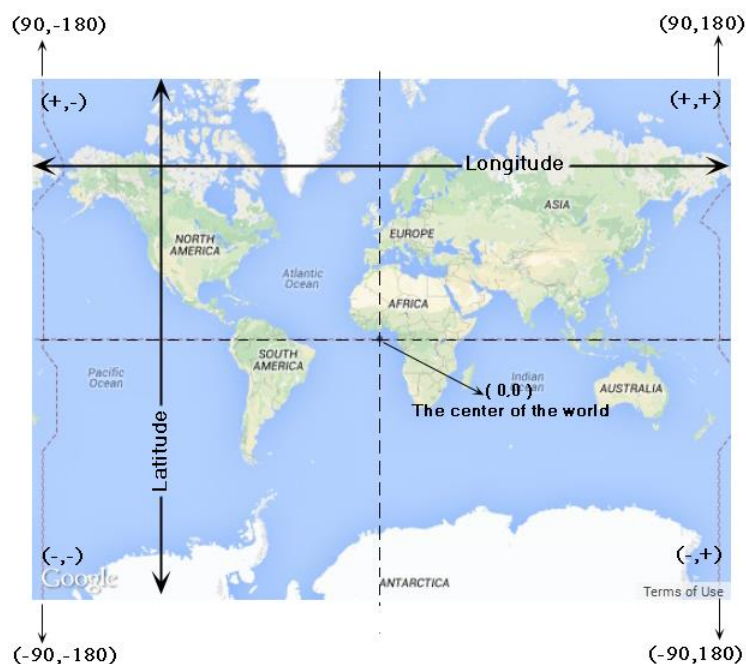 (90,-180)
(90,180)
(+,-)
(+,+)
Longitude
ASIA
NORTH
AMERICA
EUROPE
Atlantic
Ocean
AFRICA
SOUTH
AMERICA
Pacific
Ocean
Indian
Ocean
( 0,0 )
AUSTRALIA
The center of the world
Latitude
(-,-)
(-,+)
Google
ANTARCTICA
Terms of Use
(-90,-180)
(-90,180)